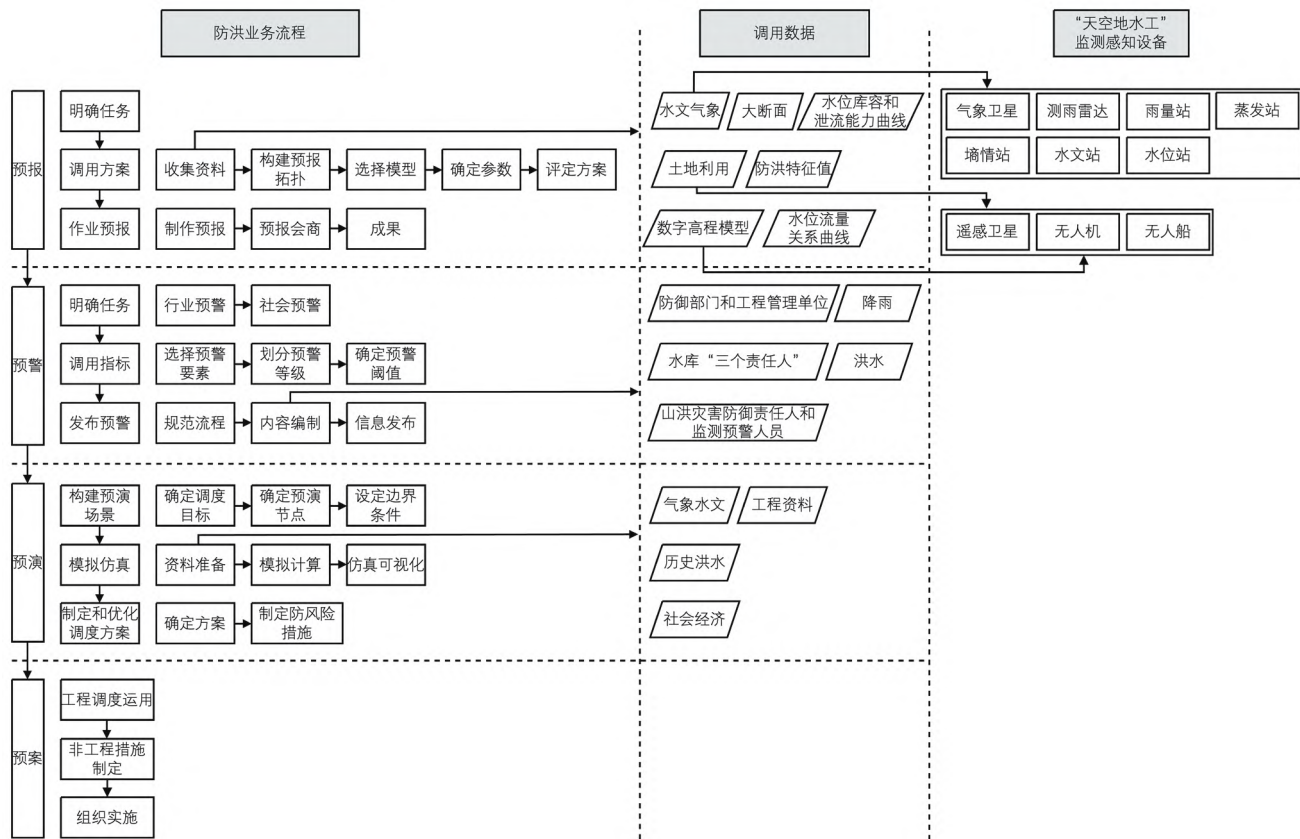 防洪业务流程
调用数据
“天空地水工”
监测感知设备
预报
明确任务
调用方案
收集资料
构建预报
拓扑
选择模型
确定参数
评定方案
作业预报
制作预报
预报会商
成果
水文气象
大断面
水位库容和
泄流能力曲线
土地利用
防洪特征值
数字高程模型
水位流量
关系曲线
气象卫星
测雨雷达
雨量站
蒸发站
墒情站
水文站
水位站
遥感卫星
无人机
无人船
预警
明确任务
行业预警
社会预警
调用指标
选择预警
要素
划分预警
等级
确定预警
阈值
发布预警
规范流程
内容编制
信息发布
防御部门和工程管理单位
降雨
水库“三个责任人”
洪水
山洪灾害防御责任人和
监测预警人员
预演
构建预演
场景
确定调度
目标
确定预演
节点
设定边界
条件
模拟仿真
资料准备
模拟计算
仿真可视化
制定和优化
调度方案
确定方案
制定防风险
措施
气象水文
工程资料
历史洪水
社会经济
预案
工程调度运用
非工程措施
制定
组织实施